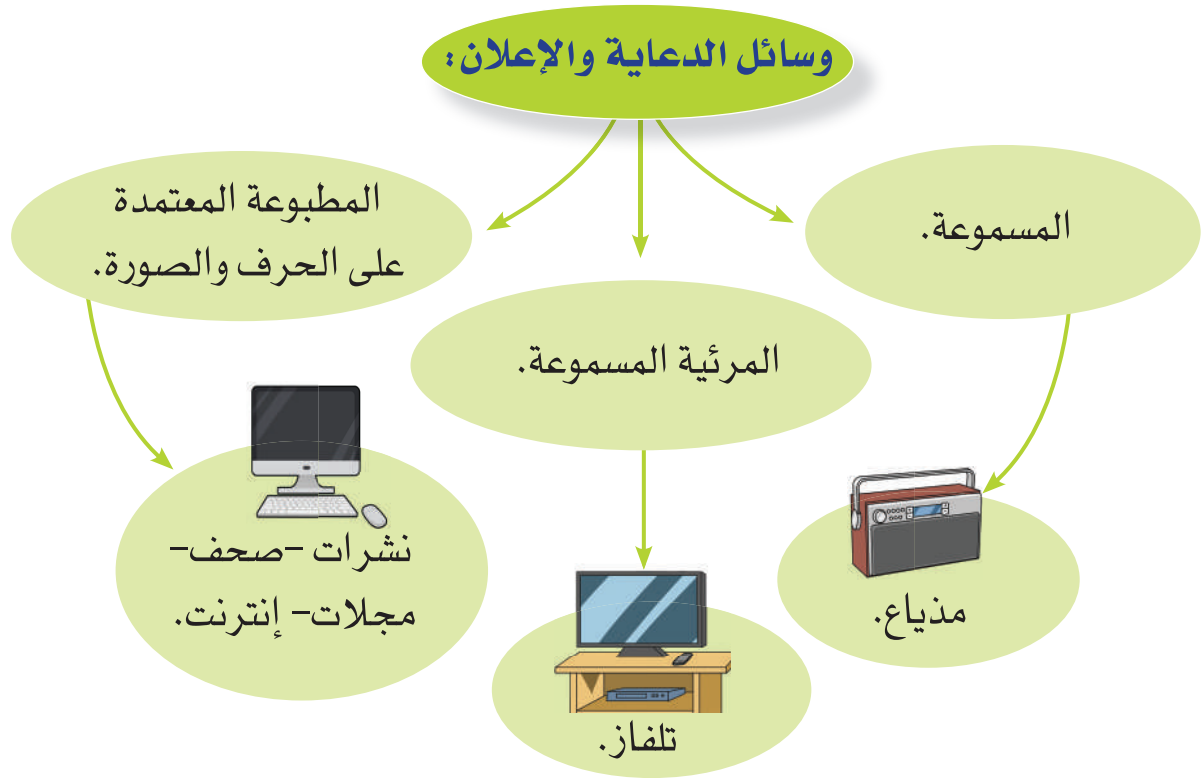 وسائل الدعاية والإعلان:
المسموعة.
المرئية المسموعة.
المطبوعة المعتمدة
على الحرف والصورة.
مذياع.
تلفاز.
نشرات -صحف-
مجلات- إنترنت.